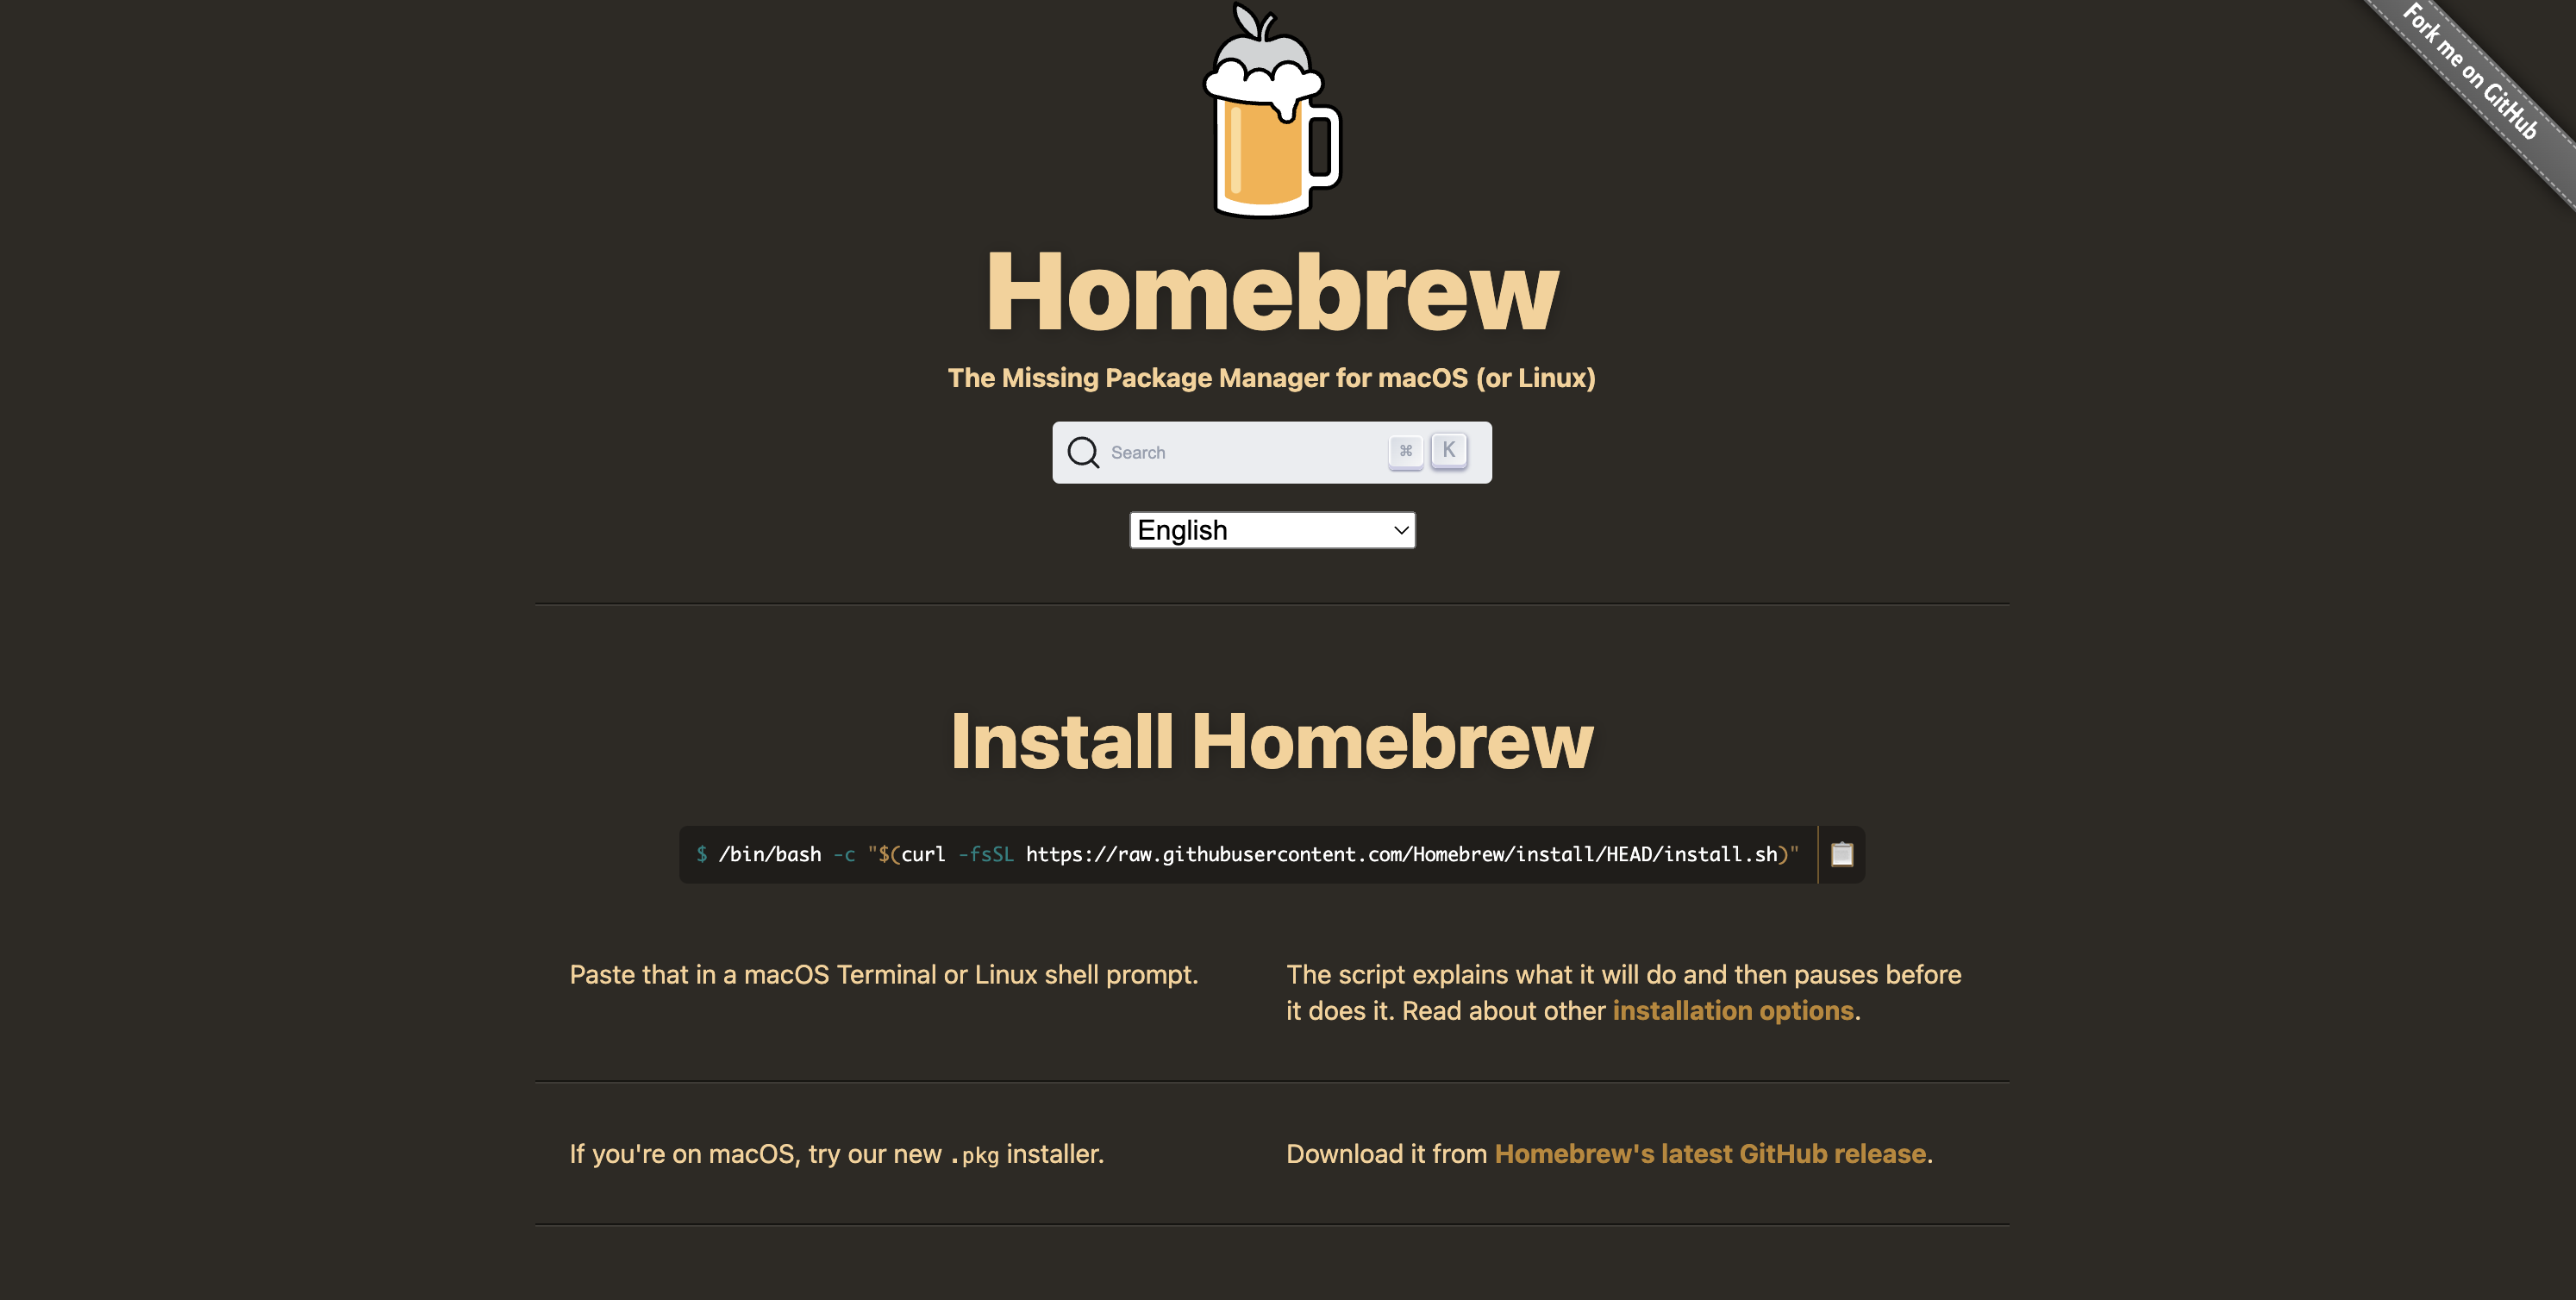 Fork me on GitHub
Homebrew
The Missing Package Manager for macOS (or Linux)
Search ⌘ K
English
Install Homebrew
$ /bin/bash -c "$(curl -fsSL https://raw.githubusercontent.com/Homebrew/install/HEAD/install.sh)"
Paste that in a macOS Terminal or Linux shell prompt.
The script explains what it will do and then pauses before
it does it. Read about other installation options.
If you're on macOS, try our new .pkg installer.
Download it from Homebrew's latest GitHub release.